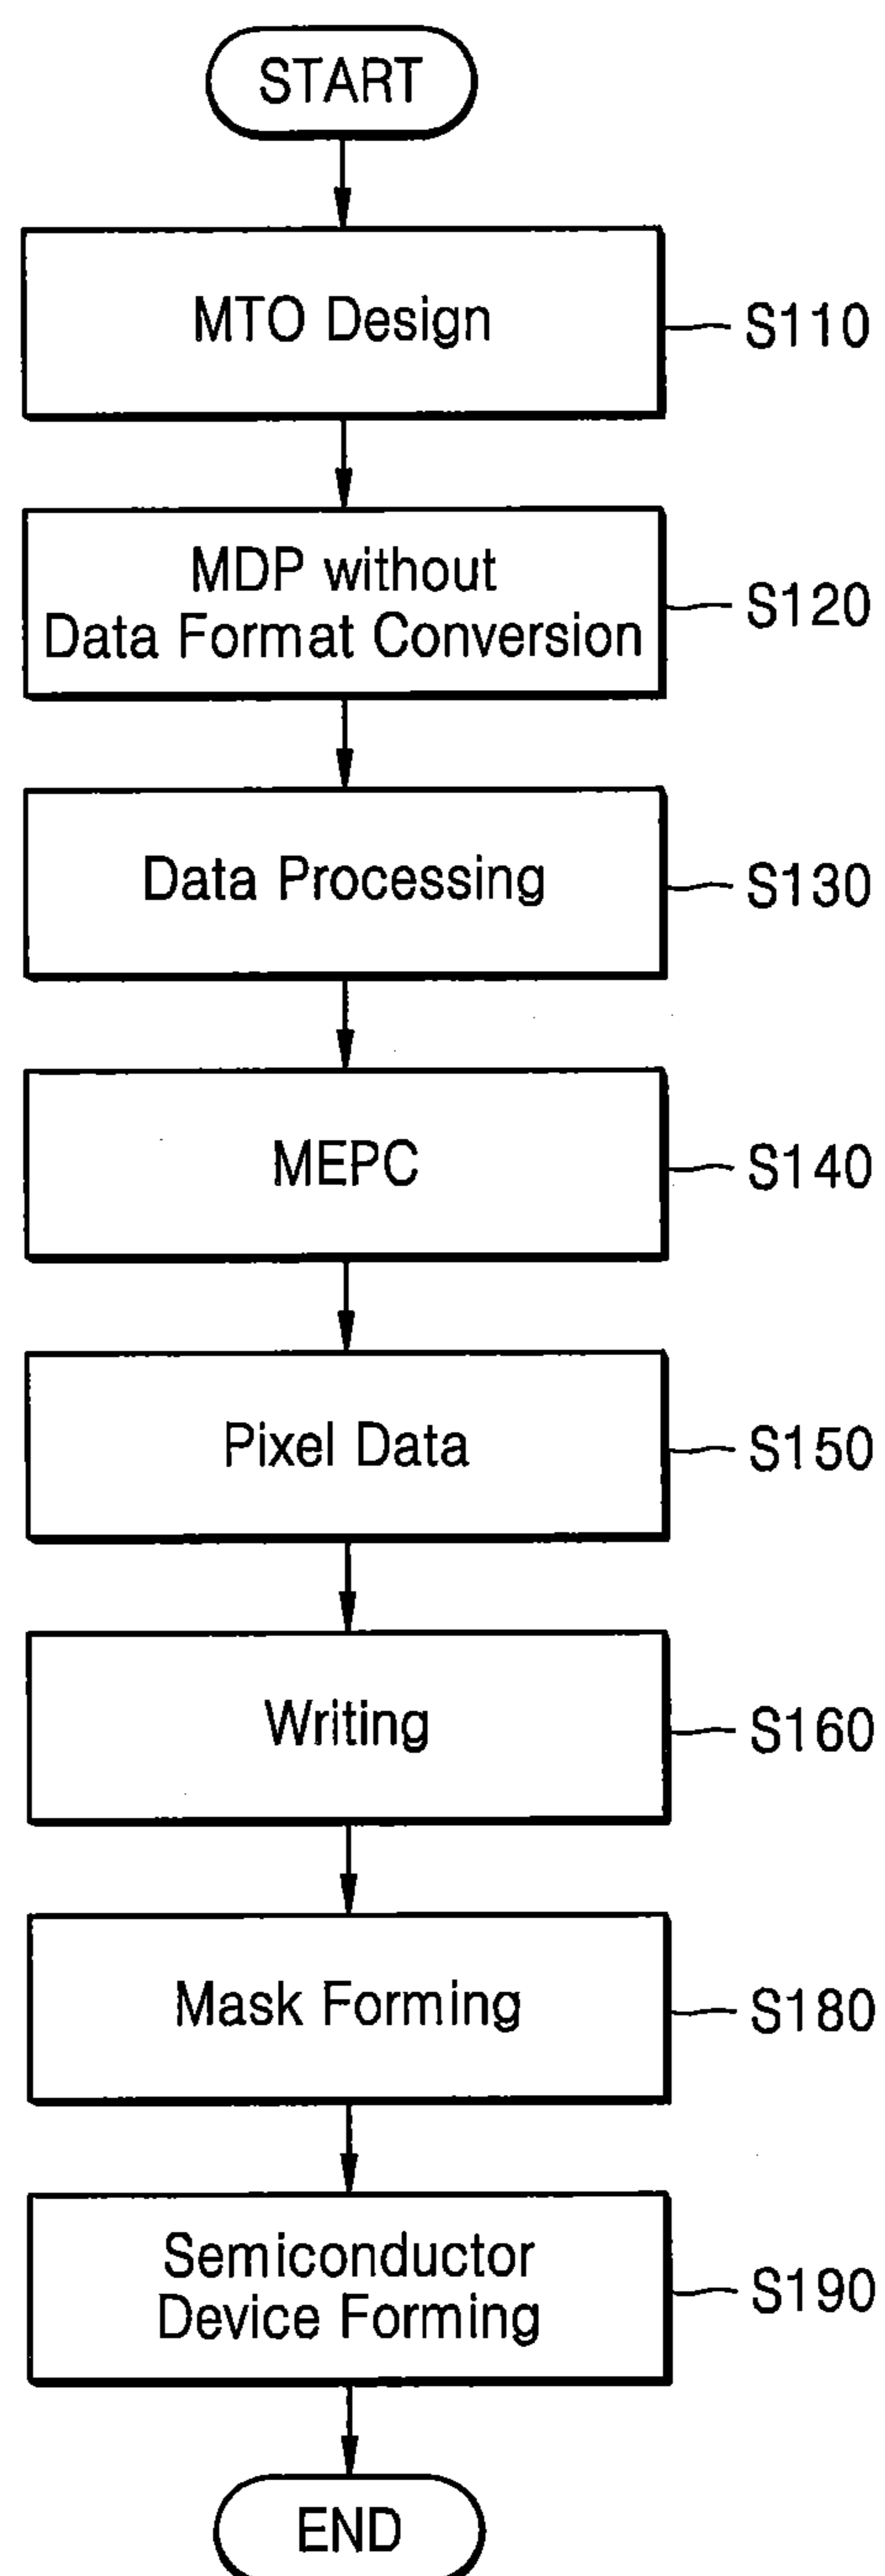 START
MTO Design
S110
MDP without
Data Format Conversion
S120
Data Processing
S130
MEPC
S140
Pixel Data
S150
Writing
S160
Mask Forming
S180
Semiconductor
Device Forming
S190
END